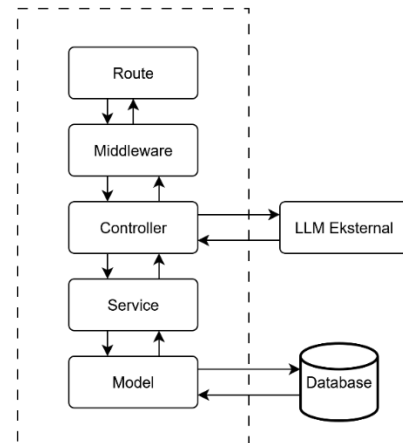 Route
Middleware
Controller
LLM Eksternal
Service
Model
Database